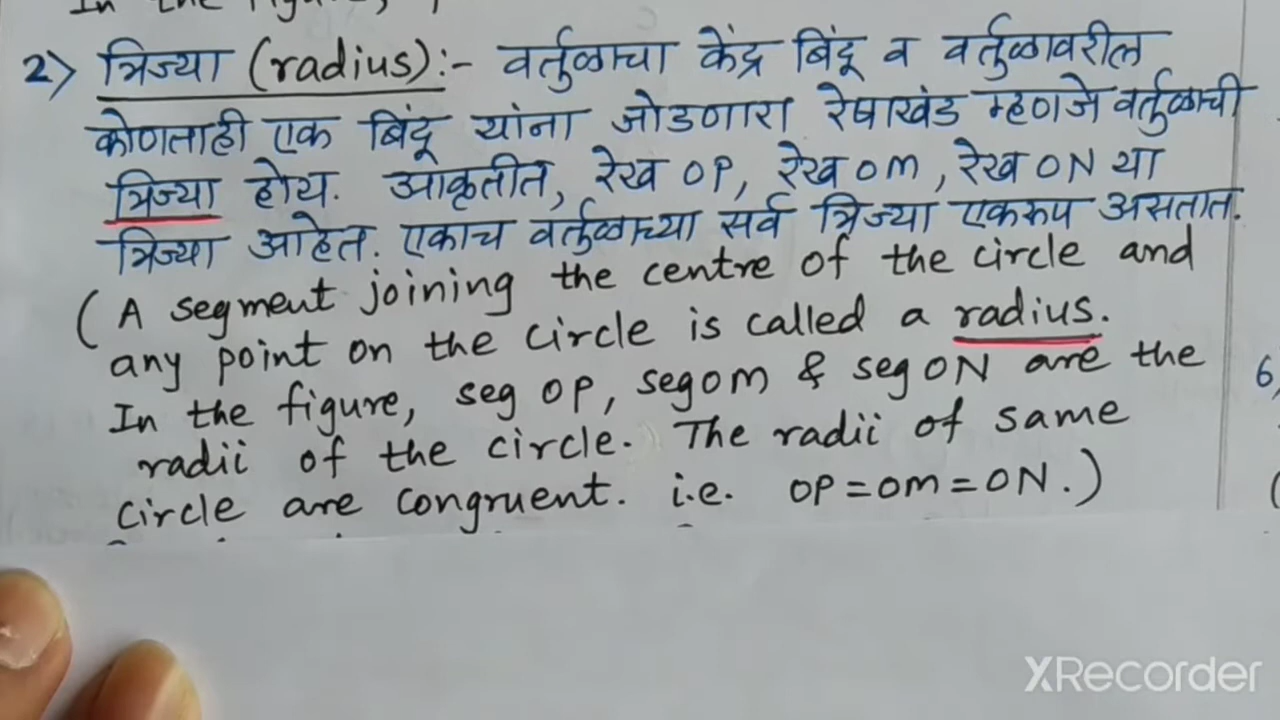 In the figure,
2) त्रिज्या (radius):- वर्तुळाचा केंद्र बिंदू व वर्तुळावरील
कोणताही एक बिंदू यांना जोडणारा रेषाखंड म्हणजे वर्तुळाची
त्रिज्या होय. आकृतीत, रेख OP, रेख OM, रेख ON या
त्रिज्या आहेत. एकाच वर्तुळाच्या सर्व त्रिज्या एकरूप असतात.
(A segment joining the centre of the circle and
any point on the circle is called a radius.
In the figure, seg OP, seg OM & seg ON are the
radii of the circle. The radii of same
circle are congruent. i.e. OP = OM = ON.)
6,
(
XRecorder